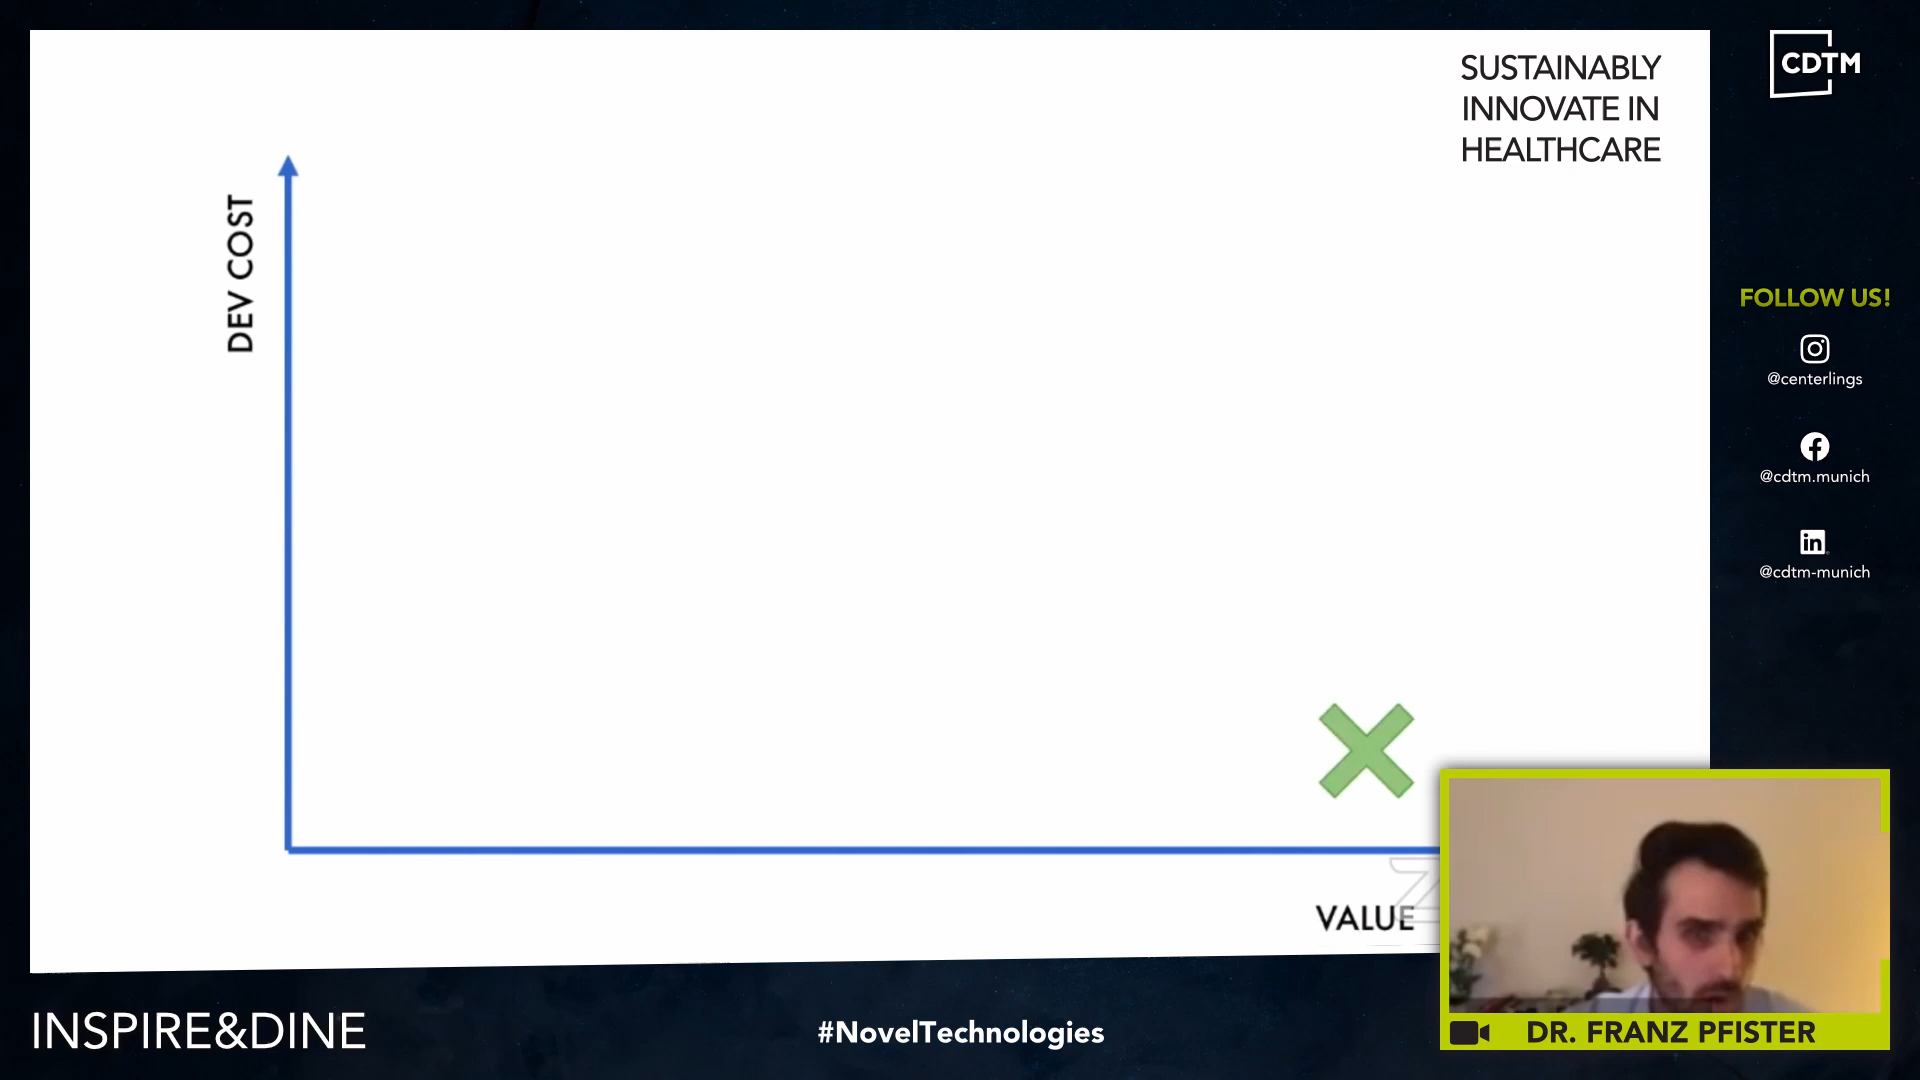 SUSTAINABLY
INNOVATE IN
HEALTHCARE
DEV COST
VALUE
CDTM
FOLLOW US!
@centerlings
@cdtm.munich
in
@cdtm-munich
INSPIRE&DINE
#NovelTechnologies
DR. FRANZ PFISTER